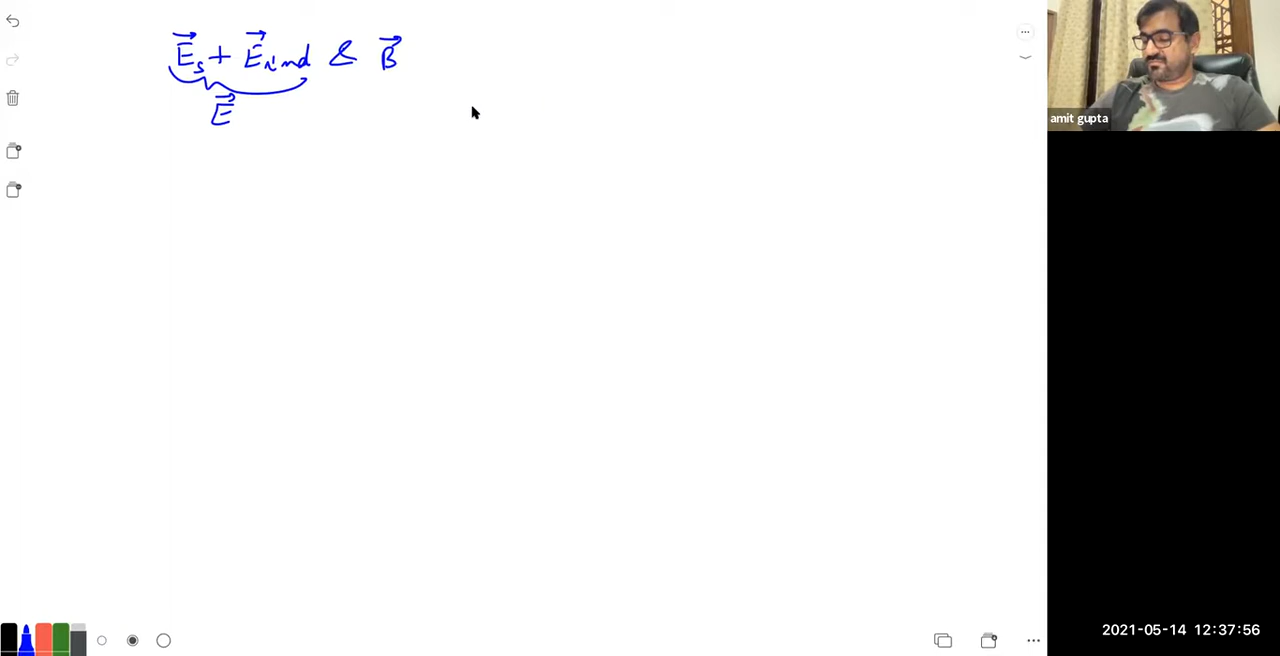 E⃗s + E⃗ind & B⃗
E⃗
amit gupta
2021-05-14 12:37:56